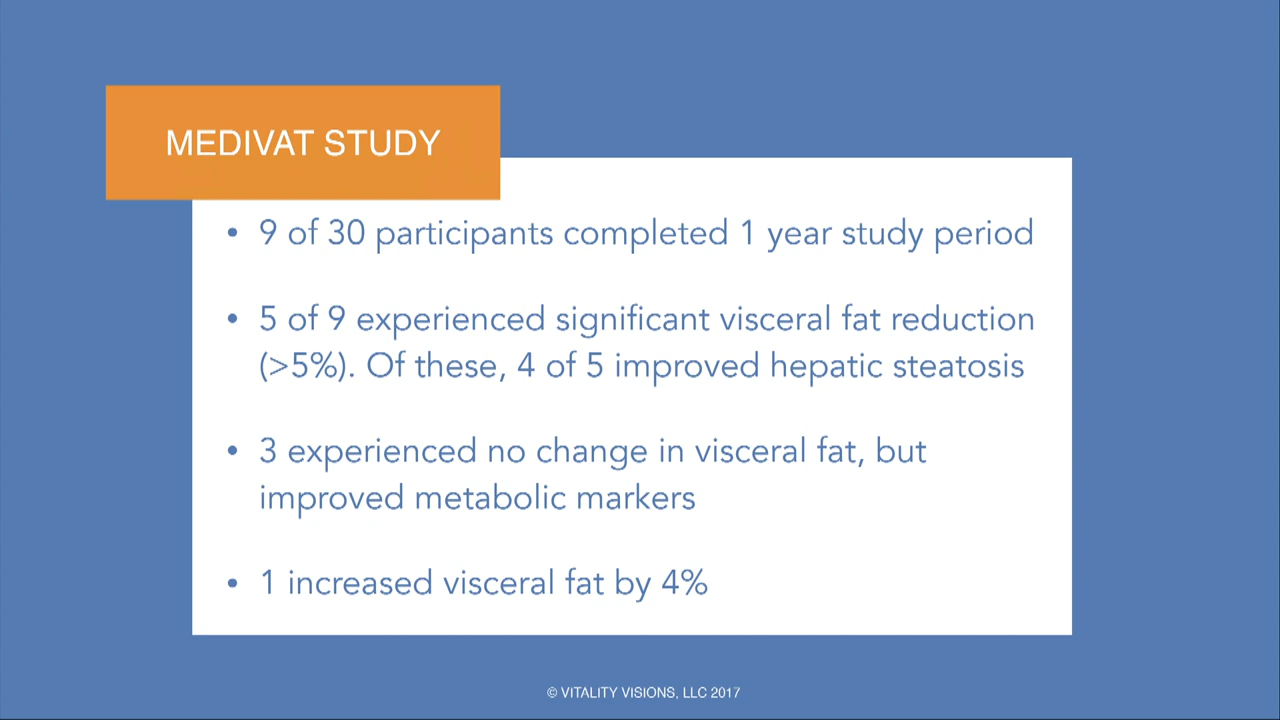 MEDIVAT STUDY
• 9 of 30 participants completed 1 year study period
• 5 of 9 experienced significant visceral fat reduction
(>5%). Of these, 4 of 5 improved hepatic steatosis
• 3 experienced no change in visceral fat, but
improved metabolic markers
• 1 increased visceral fat by 4%
© VITALITY VISIONS, LLC 2017